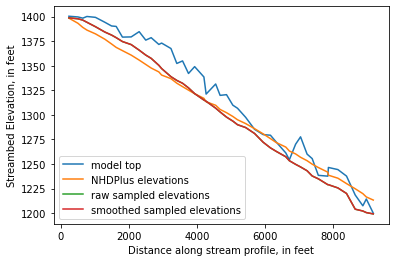 1400
1375
1350
1325
1300
1275
1250
1225
1200
Streambed Elevation, in feet
model top
NHDPlus elevations
raw sampled elevations
smoothed sampled elevations
0 2000 4000 6000 8000
Distance along stream profile, in feet